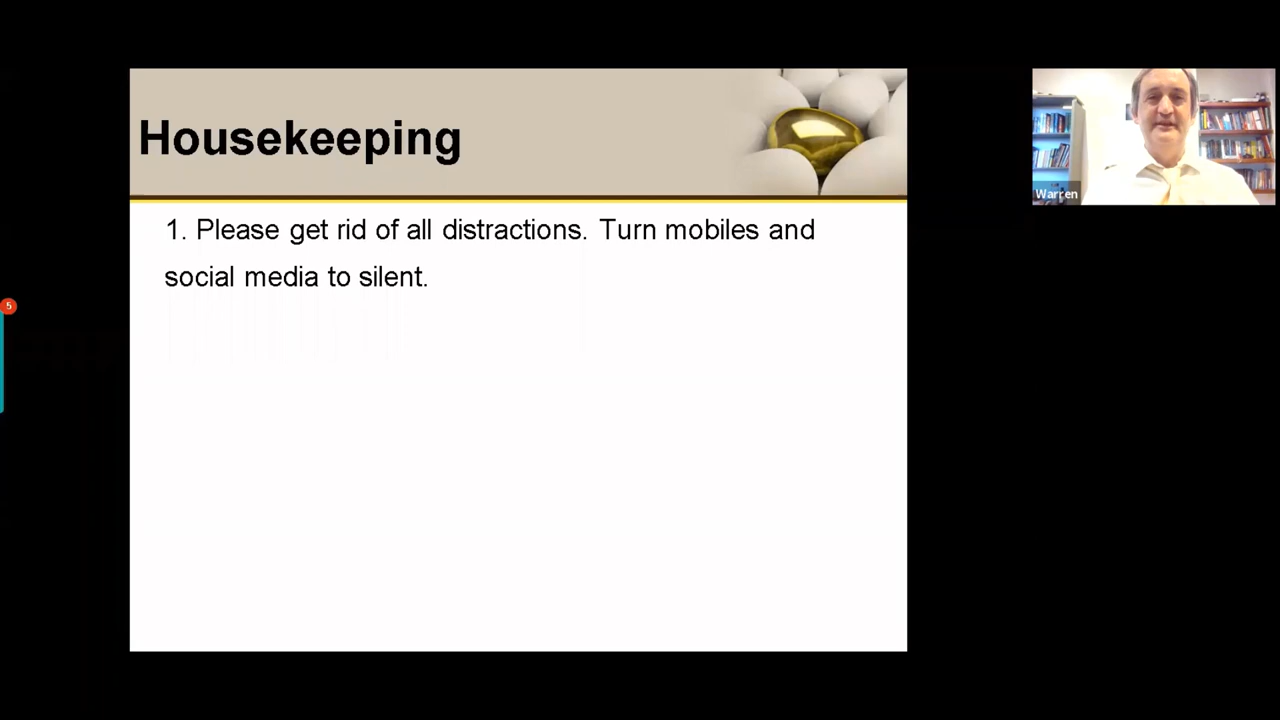 Housekeeping
1. Please get rid of all distractions. Turn mobiles and
social media to silent.
Warren
5